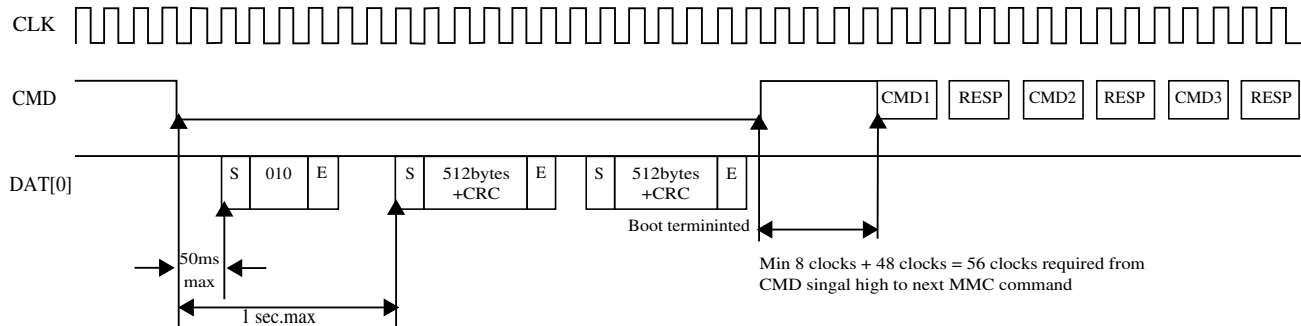 CLK
CMD
CMD1 RESP CMD2 RESP CMD3 RESP
DAT[0]
S 010 E S 512bytes +CRC E S 512bytes +CRC E
Boot termininted
50ms
max
1 sec.max
Min 8 clocks + 48 clocks = 56 clocks required from
CMD singal high to next MMC command